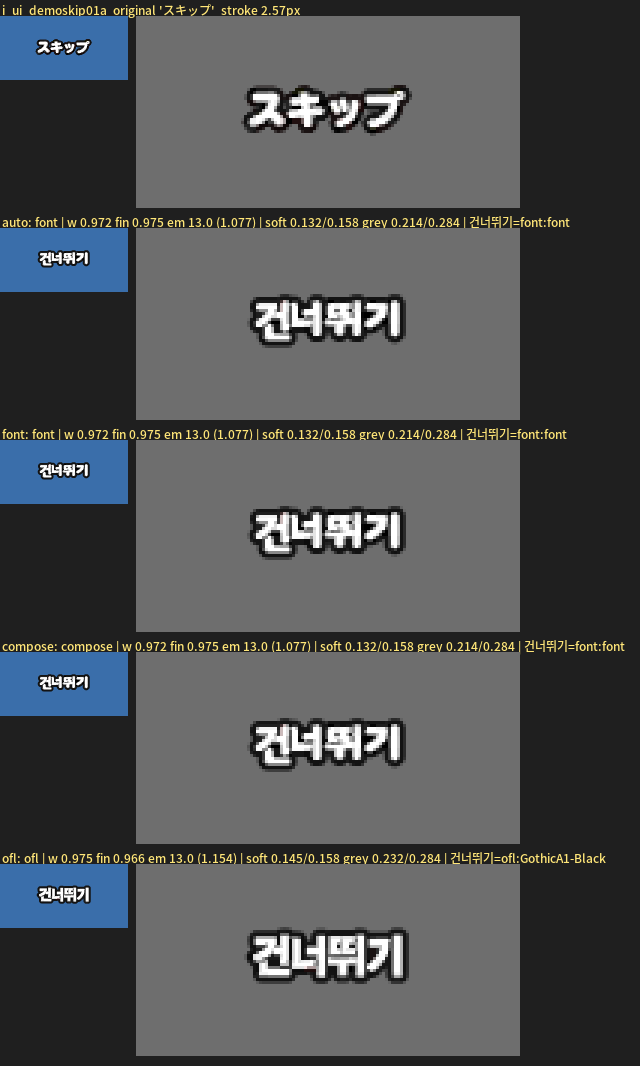 i_ui_demoskip01a original 'スキップ' stroke 2.57px
スキップ
スキップ
auto: font | w 0.972 fin 0.975 em 13.0 (1.077) | soft 0.132/0.158 grey 0.214/0.284 | 건너뛰기=font:font
건너뛰기
건너뛰기
font: font | w 0.972 fin 0.975 em 13.0 (1.077) | soft 0.132/0.158 grey 0.214/0.284 | 건너뛰기=font:font
건너뛰기
건너뛰기
compose: compose | w 0.972 fin 0.975 em 13.0 (1.077) | soft 0.132/0.158 grey 0.214/0.284 | 건너뛰기=font:font
건너뛰기
건너뛰기
ofl: ofl | w 0.975 fin 0.966 em 13.0 (1.154) | soft 0.145/0.158 grey 0.232/0.284 | 건너뛰기=ofl:GothicA1-Black
건너뛰기
건너뛰기